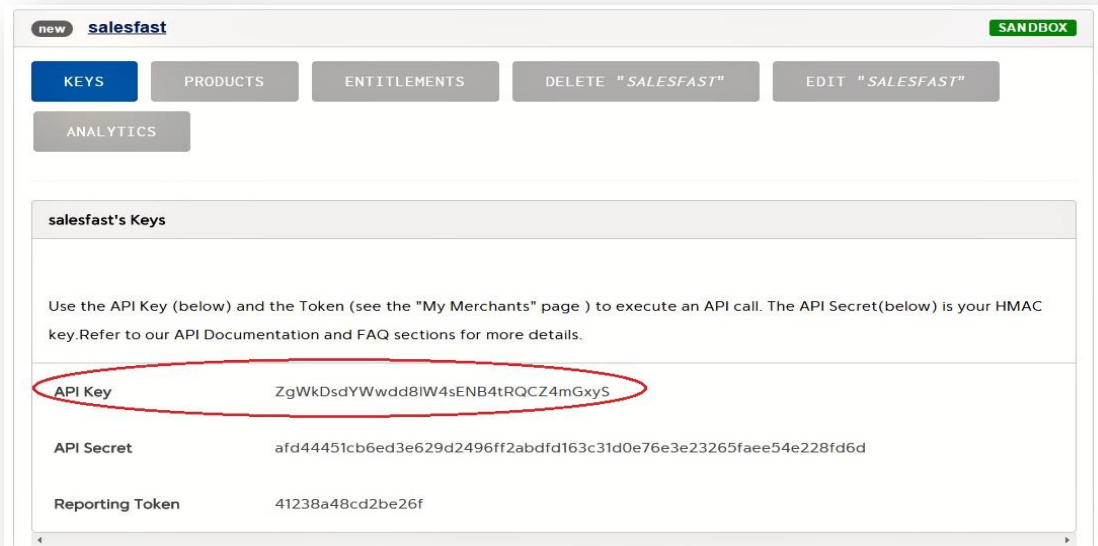 new salesfast SANDBOX
KEYS PRODUCTS ENTITLEMENTS DELETE "SALESFAST" EDIT "SALESFAST"
ANALYTICS
salesfast's Keys
Use the API Key (below) and the Token (see the "My Merchants" page ) to execute an API call. The API Secret(below) is your HMAC
key.Refer to our API Documentation and FAQ sections for more details.
API Key ZgWkDsdYWwdd8lW4sENB4tRQCZ4mGxyS
API Secret afd44451cb6ed3e629d2496ff2abdfd163c31d0e76e3e23265faee54e228fd6d
Reporting Token 41238a48cd2be26f